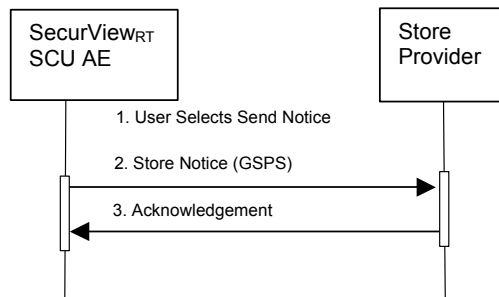 SecurViewRT
SCU AE
Store
Provider
1. User Selects Send Notice
2. Store Notice (GSPS)
3. Acknowledgement